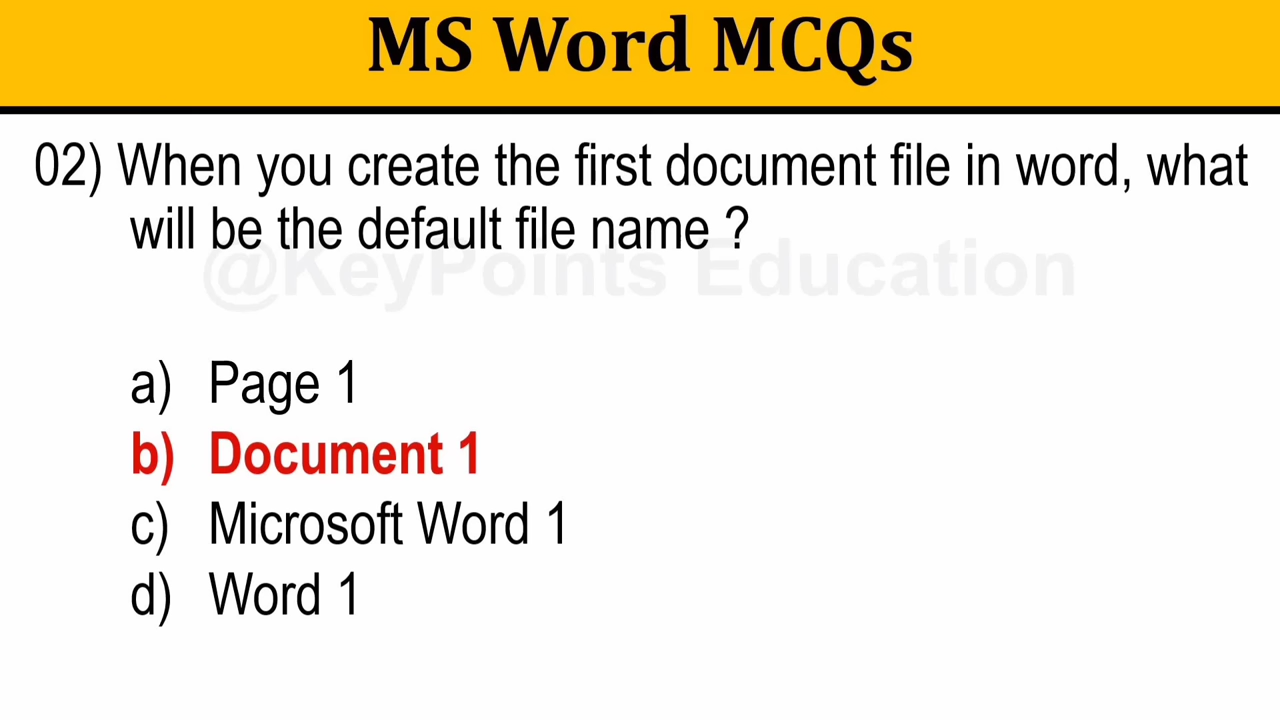 MS Word MCQs
02) When you create the first document file in word, what
will be the default file name ?
@KeyPoints Education
a) Page 1
b) Document 1
c) Microsoft Word 1
d) Word 1